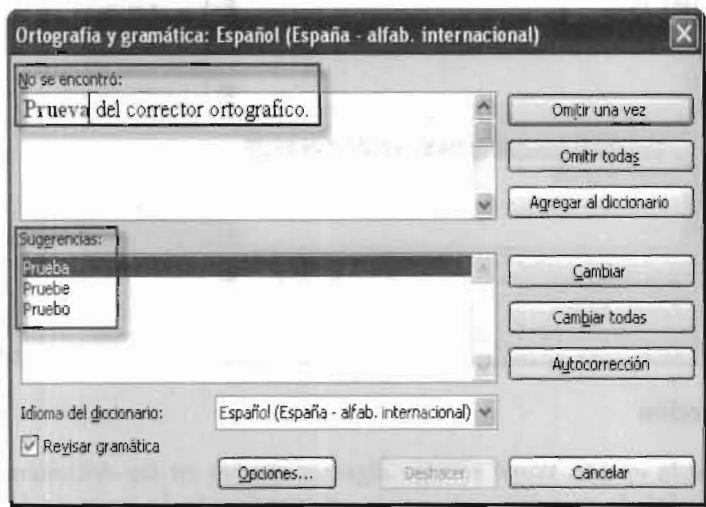 Ortografia y gramática: Español (España - alfab. internacional)
No se encontró:
Prueva del corrector ortografico.
Omitir una vez
Omitir todas
Agregar al diccionario
Sugerencias:
Prueba
Pruebe
Pruebo
Cambiar
Cambiar todas
Autocorrección
Idioma del diccionario:
Español (España - alfab. internacional)
Revisar gramática
Opciones...
Deshacer
Cancelar